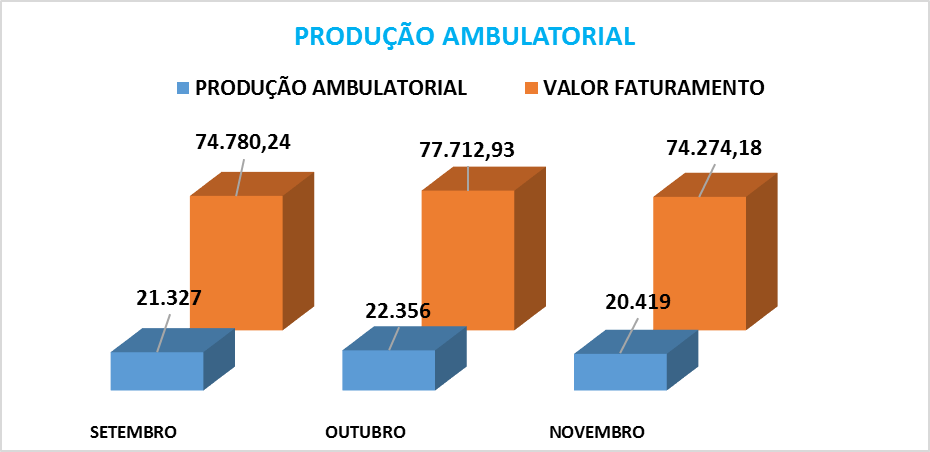 PRODUÇÃO AMBULATORIAL
PRODUÇÃO AMBULATORIAL VALOR FATURAMENTO
74.780,24 77.712,93 74.274,18
21.327 22.356 20.419
SETEMBRO OUTUBRO NOVEMBRO